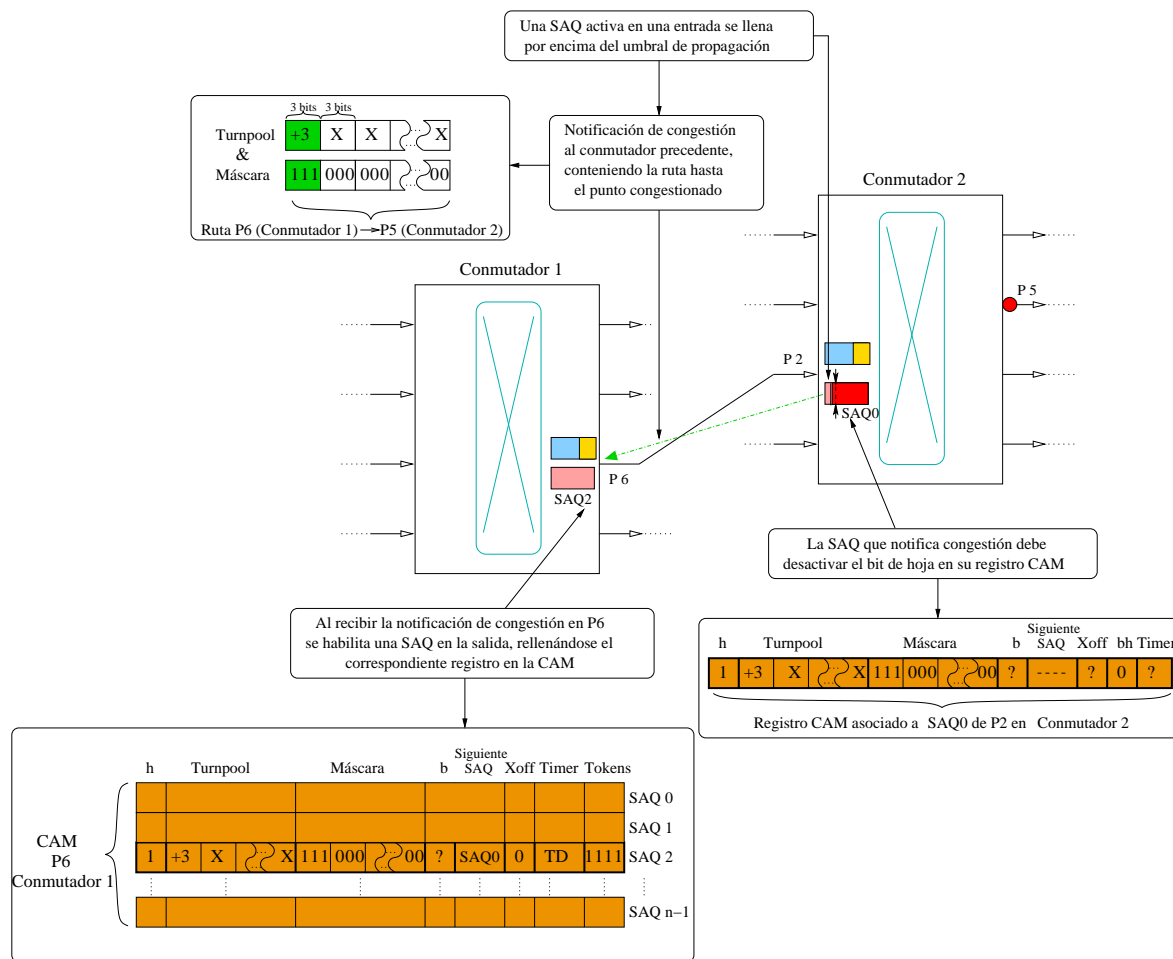 Una SAQ activa en una entrada se llena
por encima del umbral de propagación
3 bits 3 bits
Turnpool
&
Máscara
+3 X X ... X
111 000 000 ... 00
Ruta P6 (Conmutador 1) P5 (Conmutador 2)
Notificación de congestión
al conmutador precedente,
conteniendo la ruta hasta
el punto congestionado
Conmutador 2
P 5
P 2
SAQ0
Conmutador 1
P 6
SAQ2
La SAQ que notifica congestión debe
desactivar el bit de hoja en su registro CAM
h Turnpool Máscara b Siguiente SAQ Xoff bh Timer
1 +3 X ... X 111 000 ... 00 ? ---- ? 0 ?
Registro CAM asociado a SAQ0 de P2 en Conmutador 2
Al recibir la notificación de congestión en P6
se habilita una SAQ en la salida, rellenándose el
correspondiente registro en la CAM
h Turnpool Máscara b Siguiente SAQ Xoff Timer Tokens
SAQ 0
SAQ 1
1 +3 X ... X 111 000 ... 00 ? SAQ0 0 TD 1111 SAQ 2
SAQ n−1
CAM
P6
Conmutador 1